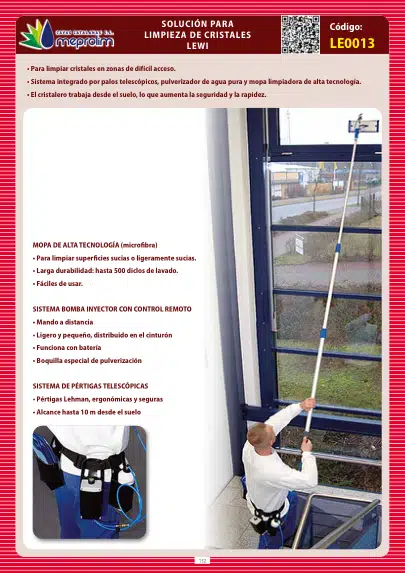 CAYBE CATALANAS S.L.
meprolim
SOLUCIÓN PARA
LIMPIEZA DE CRISTALES
LEWI
Código:
LE0013
• Para limpiar cristales en zonas de difícil acceso.
• Sistema integrado por palos telescópicos, pulverizador de agua pura y mopa limpiadora de alta tecnología.
• El cristalero trabaja desde el suelo, lo que aumenta la seguridad y la rapidez.
MOPA DE ALTA TECNOLOGÍA (microfibra)
• Para limpiar superficies sucias o ligeramente sucias.
• Larga durabilidad: hasta 500 diclos de lavado.
• Fáciles de usar.
SISTEMA BOMBA INYECTOR CON CONTROL REMOTO
• Mando a distancia
• Ligero y pequeño, distribuido en el cinturón
• Funciona con batería
• Boquilla especial de pulverización
SISTEMA DE PÉRTIGAS TELESCÓPICAS
• Pértigas Lehman, ergonómicas y seguras
• Alcance hasta 10 m desde el suelo
152